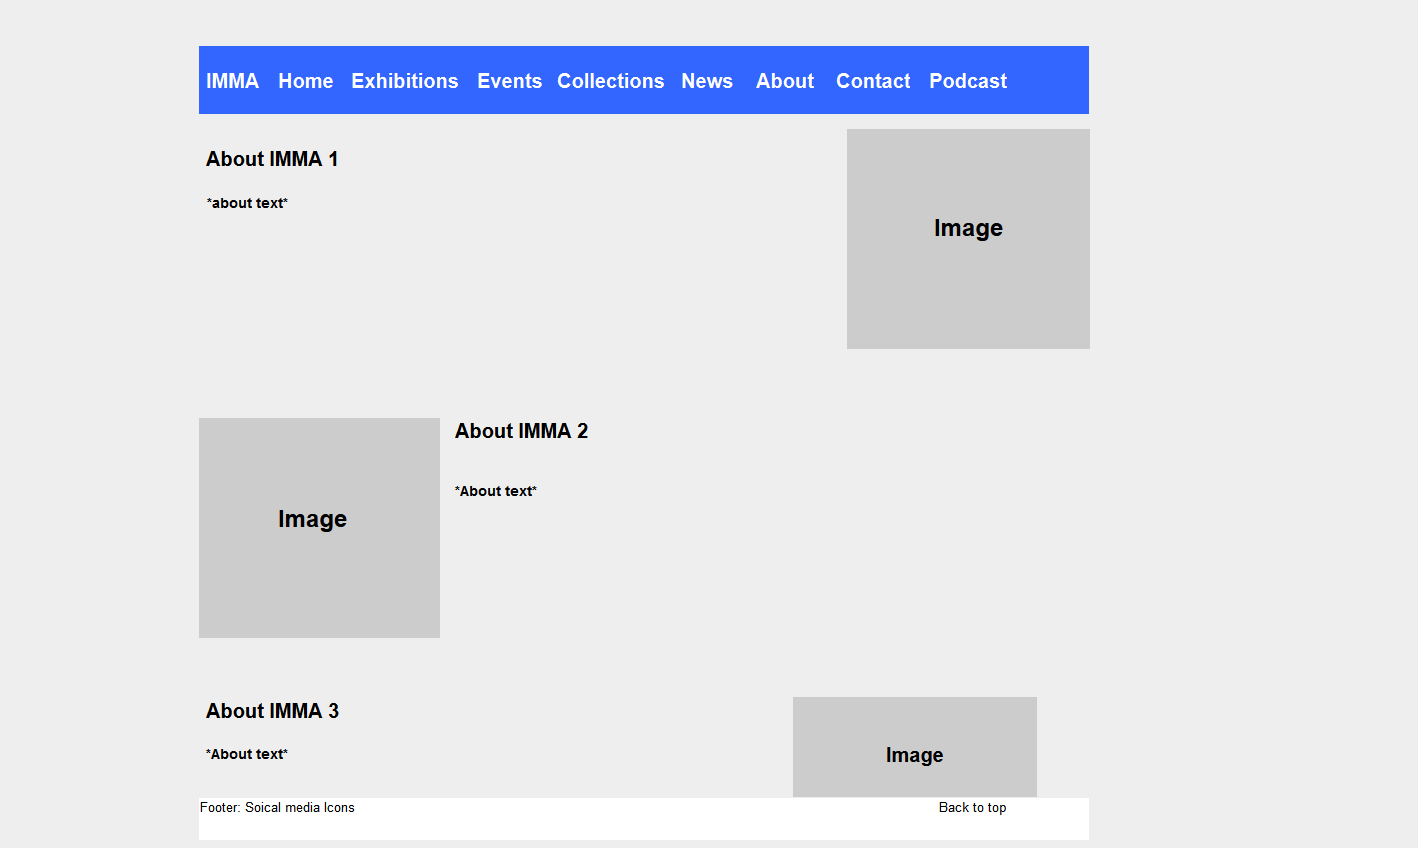 IMMA Home Exhibitions Events Collections News About Contact Podcast
About IMMA 1
*about text*
Image
Image
About IMMA 2
*About text*
About IMMA 3
*About text*
Image
Footer: Soical media Icons
Back to top